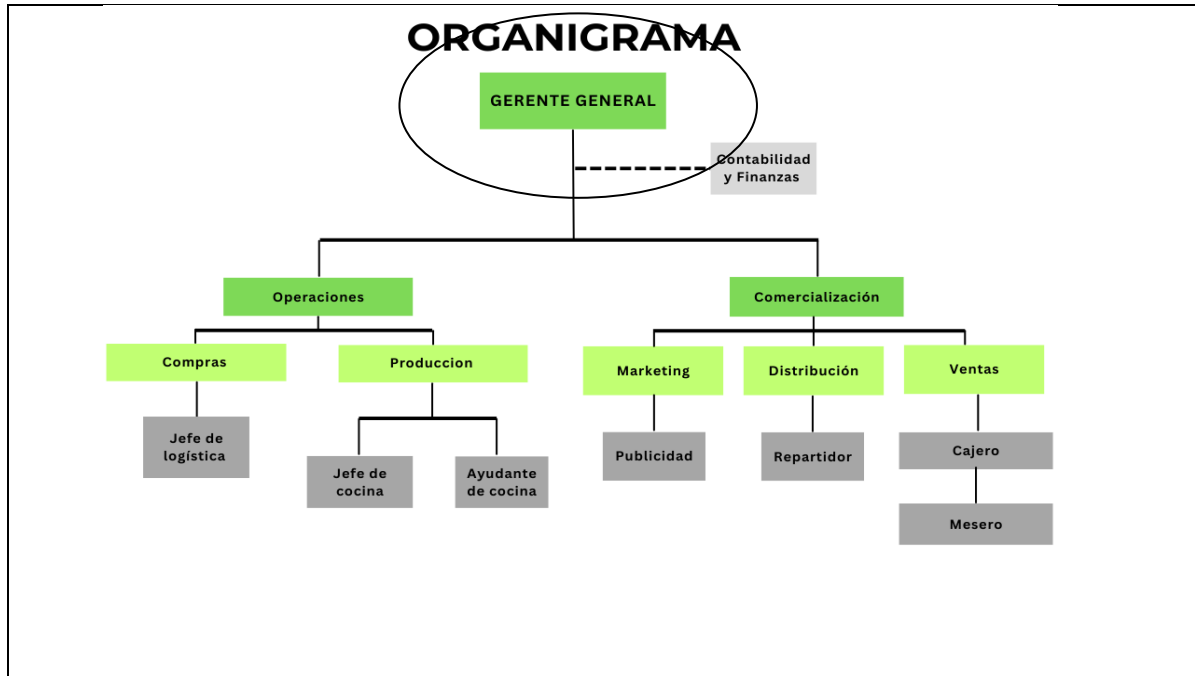 ORGANIGRAMA
GERENTE GENERAL
Contabilidad
y Finanzas
Operaciones
Comercialización
Compras
Produccion
Marketing
Distribución
Ventas
Jefe de
logística
Jefe de
cocina
Ayudante
de cocina
Publicidad
Repartidor
Cajero
Mesero